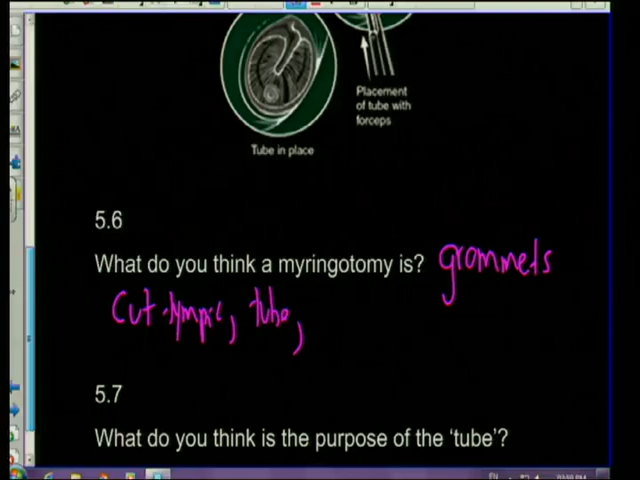 Placement
of tube with
forceps
Tube in place
5.6
What do you think a myringotomy is? grommets
Cut tympic, tube,
5.7
What do you think is the purpose of the ‘tube’?